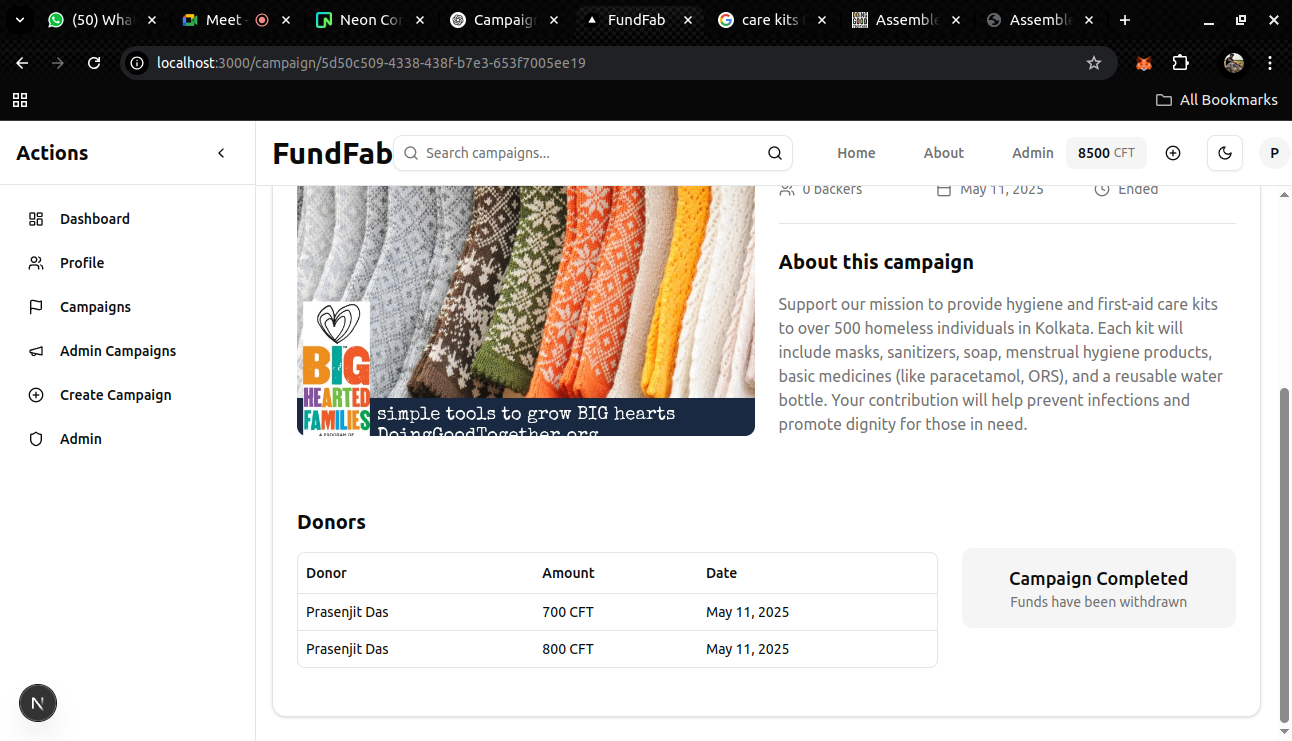 (50) Wha
Meet -
Neon Co
Campaig
FundFab
care kits
Assemble
Assemble
localhost:3000/campaign/5d50c509-4338-438f-b7e3-653f7005ee19
All Bookmarks
Actions
FundFab
Search campaigns...
Home
About
Admin
8500 CFT
P
Dashboard
Profile
Campaigns
Admin Campaigns
Create Campaign
Admin
N
BIG
HEARTED
FAMILIES
A PROGRAM OF
simple tools to grow BIG hearts
DoingGoodTogether.org
0 backers
May 11, 2025
Ended
About this campaign
Support our mission to provide hygiene and first-aid care kits
to over 500 homeless individuals in Kolkata. Each kit will
include masks, sanitizers, soap, menstrual hygiene products,
basic medicines (like paracetamol, ORS), and a reusable water
bottle. Your contribution will help prevent infections and
promote dignity for those in need.
Donors
Donor Amount Date
Prasenjit Das 700 CFT May 11, 2025
Prasenjit Das 800 CFT May 11, 2025
Campaign Completed
Funds have been withdrawn